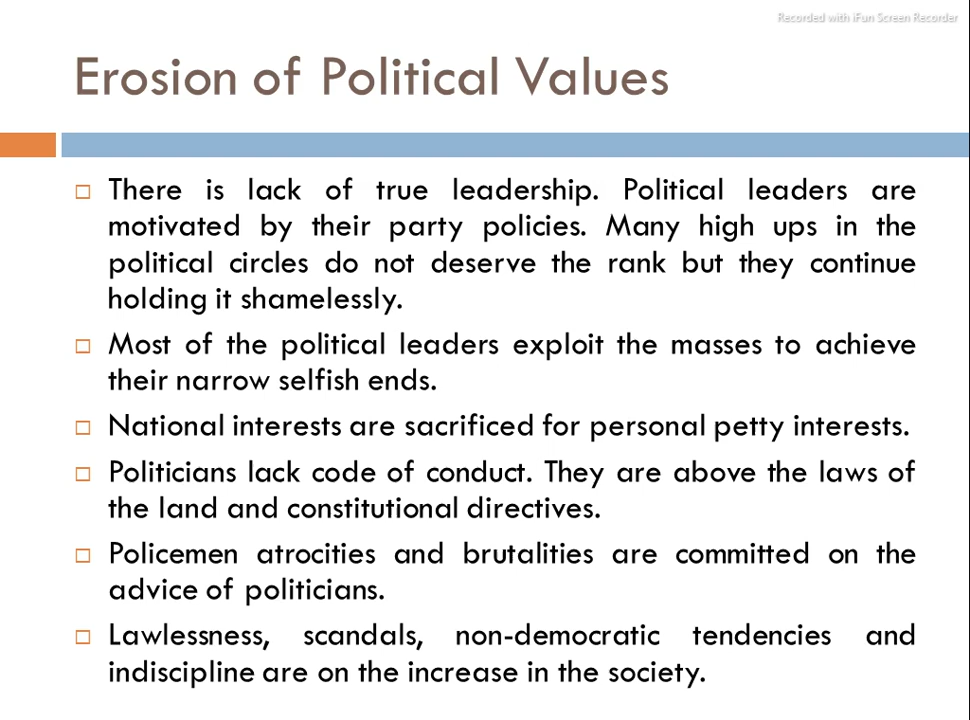 Recorded with iFun Screen Recorder
Erosion of Political Values
There is lack of true leadership. Political leaders are
motivated by their party policies. Many high ups in the
political circles do not deserve the rank but they continue
holding it shamelessly.
Most of the political leaders exploit the masses to achieve
their narrow selfish ends.
National interests are sacrificed for personal petty interests.
Politicians lack code of conduct. They are above the laws of
the land and constitutional directives.
Policemen atrocities and brutalities are committed on the
advice of politicians.
Lawlessness, scandals, non-democratic tendencies and
indiscipline are on the increase in the society.